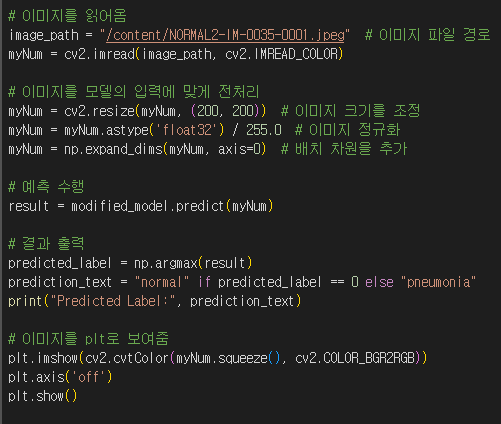 # 이미지를 읽어옴
image_path = "/content/NORMAL2-IM-0035-0001.jpeg"  # 이미지 파일 경로
myNum = cv2.imread(image_path, cv2.IMREAD_COLOR)
# 이미지를 모델의 입력에 맞게 전처리
myNum = cv2.resize(myNum, (200, 200))  # 이미지 크기를 조정
myNum = myNum.astype('float32') / 255.0  # 이미지 정규화
myNum = np.expand_dims(myNum, axis=0)  # 배치 차원을 추가
# 예측 수행
result = modified_model.predict(myNum)
# 결과 출력
predicted_label = np.argmax(result)
prediction_text = "normal" if predicted_label == 0 else "pneumonia"
print("Predicted Label:", prediction_text)
# 이미지를 plt로 보여줌
plt.imshow(cv2.cvtColor(myNum.squeeze(), cv2.COLOR_BGR2RGB))
plt.axis('off')
plt.show()